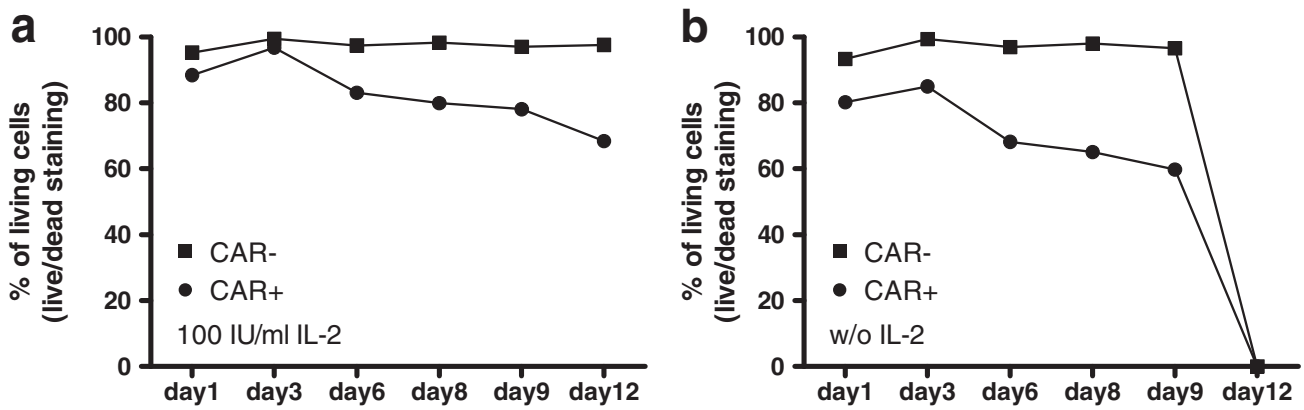 a
% of living cells
(live/dead staining)
100
80
60
40
20
0
CAR-
CAR+
100 IU/ml IL-2
day1 day3 day6 day8 day9 day12
b
% of living cells
(live/dead staining)
100
80
60
40
20
0
CAR-
CAR+
w/o IL-2
day1 day3 day6 day8 day9 day12